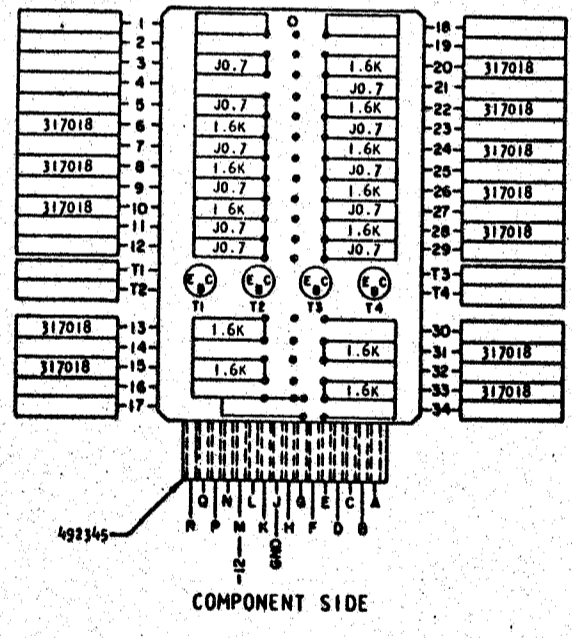 1 18
2 19
3 J0.7 1.6K 20 317018
4 J0.7 21
5 J0.7 1.6K 22 317018
317018 6 1.6K J0.7 23
7 J0.7 1.6K 24 317018
317018 8 1.6K J0.7 25
9 J0.7 1.6K 26 317018
317018 10 1.6K J0.7 27
11 J0.7 1.6K 28 317018
12 J0.7 J0.7 29
T1 E B C E B C E B C E B C T3
T2 T1 T2 T3 T4 T4
317018 13 1.6K 30
14 1.6K 31 317018
317018 15 1.6K 32
16 1.6K 33 317018
17 34
Q N L J G E C A
492345 R P M K H F D B
-12 GND
COMPONENT SIDE